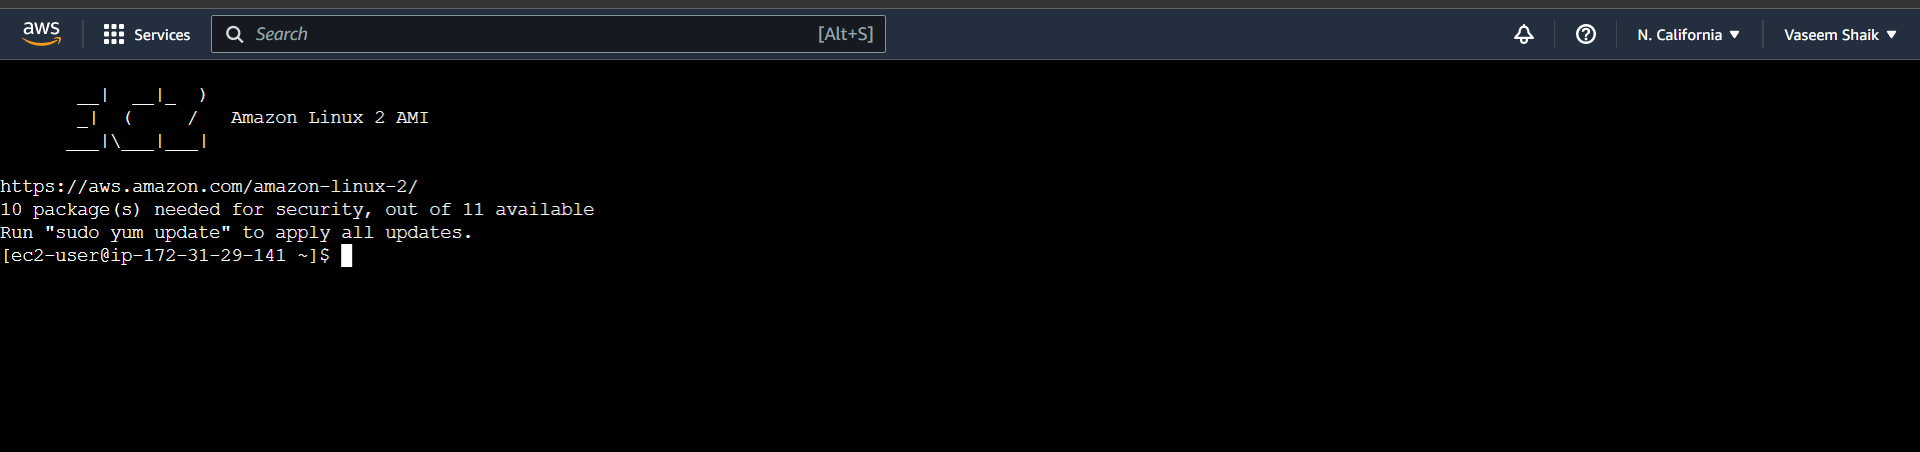 aws
Services
Search
[Alt+S]
N. California
Vaseem Shaik
__|  __|_  )
_|  (     /   Amazon Linux 2 AMI
___|\___|___|
https://aws.amazon.com/amazon-linux-2/
10 package(s) needed for security, out of 11 available
Run "sudo yum update" to apply all updates.
[ec2-user@ip-172-31-29-141 ~]$